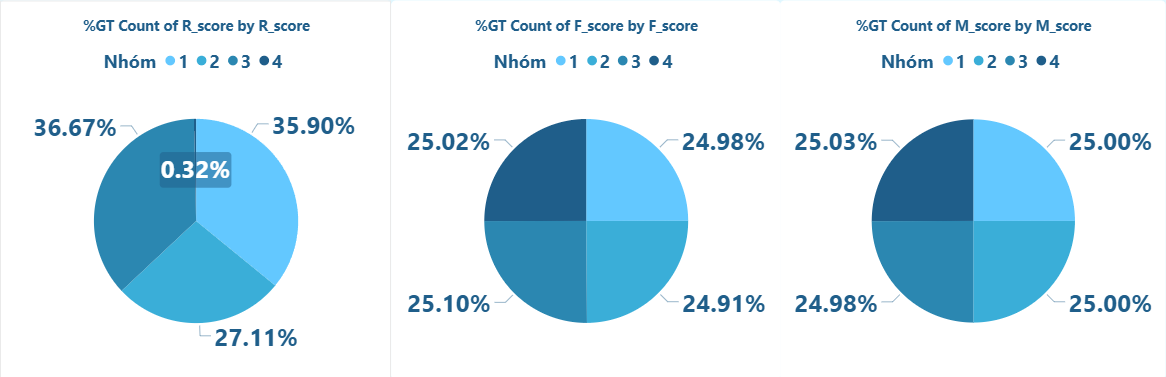 %GT Count of R_score by R_score
Nhóm 1 2 3 4
36.67%
35.90%
0.32%
27.11%
%GT Count of F_score by F_score
Nhóm 1 2 3 4
25.02%
24.98%
25.10%
24.91%
%GT Count of M_score by M_score
Nhóm 1 2 3 4
25.03%
25.00%
24.98%
25.00%